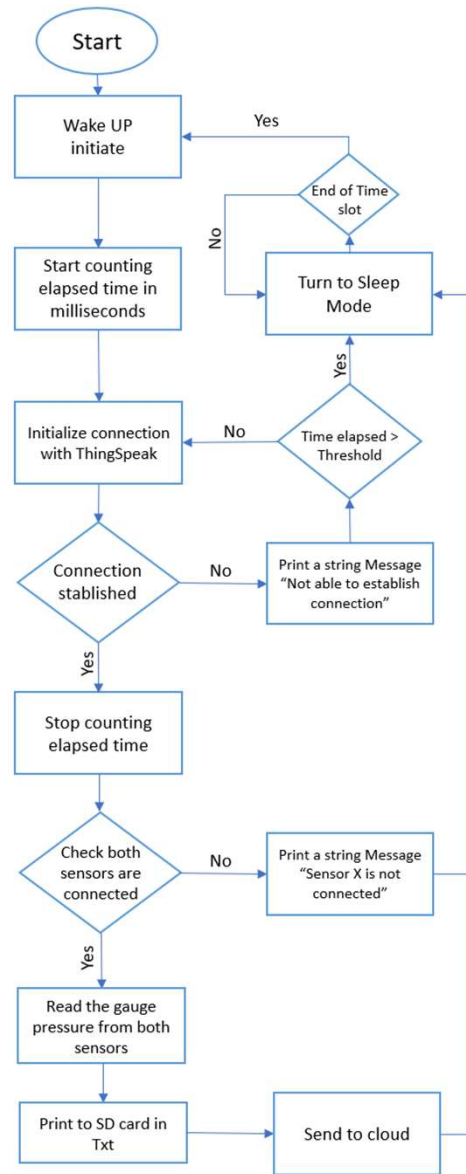 Start
Wake UP
initiate
Yes
End of Time
slot
No
Start counting
elapsed time in
milliseconds
Turn to Sleep
Mode
Yes
Initialize connection
with ThingSpeak
No
Time elapsed >
Threshold
Connection
stablished
No
Print a string Message
“Not able to establish
connection”
Yes
Stop counting
elapsed time
Check both
sensors are
connected
No
Print a string Message
“Sensor X is not
connected”
Yes
Read the gauge
pressure from both
sensors
Print to SD card in
Txt
Send to cloud